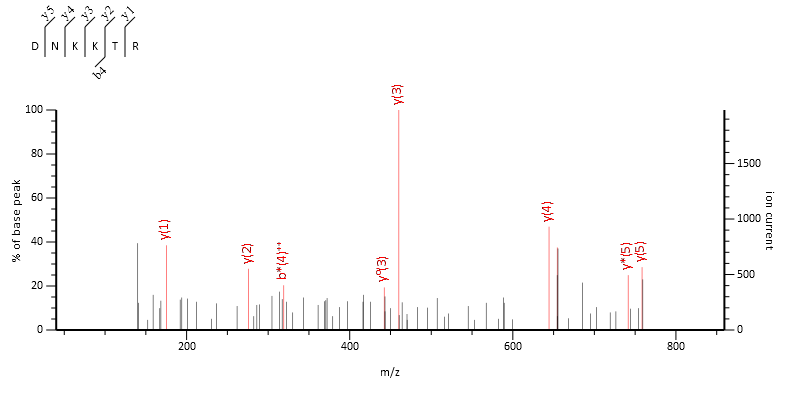 y5 y4 y3 y2 y1
D N K K T R
b4
y(3)
100
80
60
40
20
0
% of base peak
y(1)
y(2)
b*(4)++
y⁰(3)
y(4)
y*(5)
y(5)
1500
1000
500
0
ion current
200 400 600 800
m/z